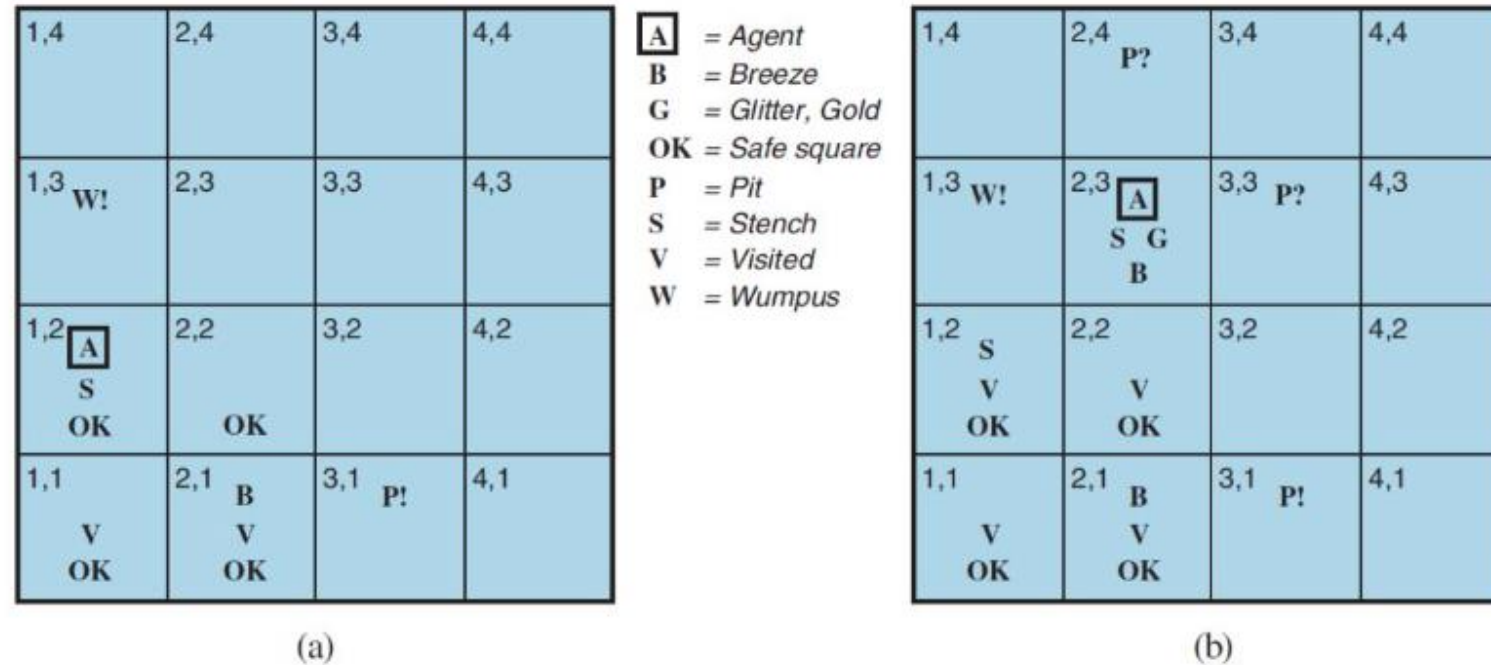 1,4 2,4 3,4 4,4
1,3 W! 2,3 3,3 4,3
1,2 A 2,2 3,2 4,2
S
OK OK
1,1 2,1 B 3,1 P! 4,1
V V
OK OK
(a)
A = Agent
B = Breeze
G = Glitter, Gold
OK = Safe square
P = Pit
S = Stench
V = Visited
W = Wumpus
1,4 2,4 P? 3,4 4,4
1,3 W! 2,3 A 3,3 P? 4,3
S G
B
1,2 S 2,2 3,2 4,2
V V
OK OK
1,1 2,1 B 3,1 P! 4,1
V V
OK OK
(b)